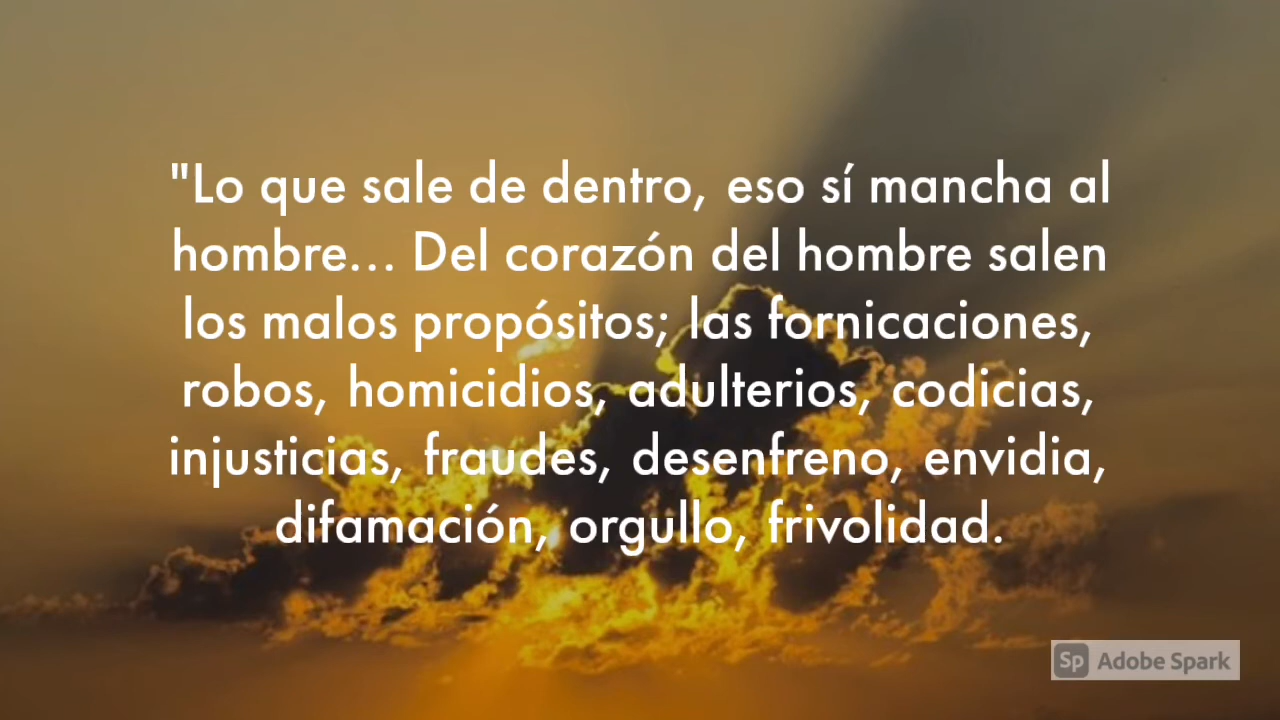 "Lo que sale de dentro, eso sí mancha al
hombre... Del corazón del hombre salen
los malos propósitos; las fornicaciones,
robos, homicidios, adulterios, codicias,
injusticias, fraudes, desenfreno, envidia,
difamación, orgullo, frivolidad.
Sp Adobe Spark